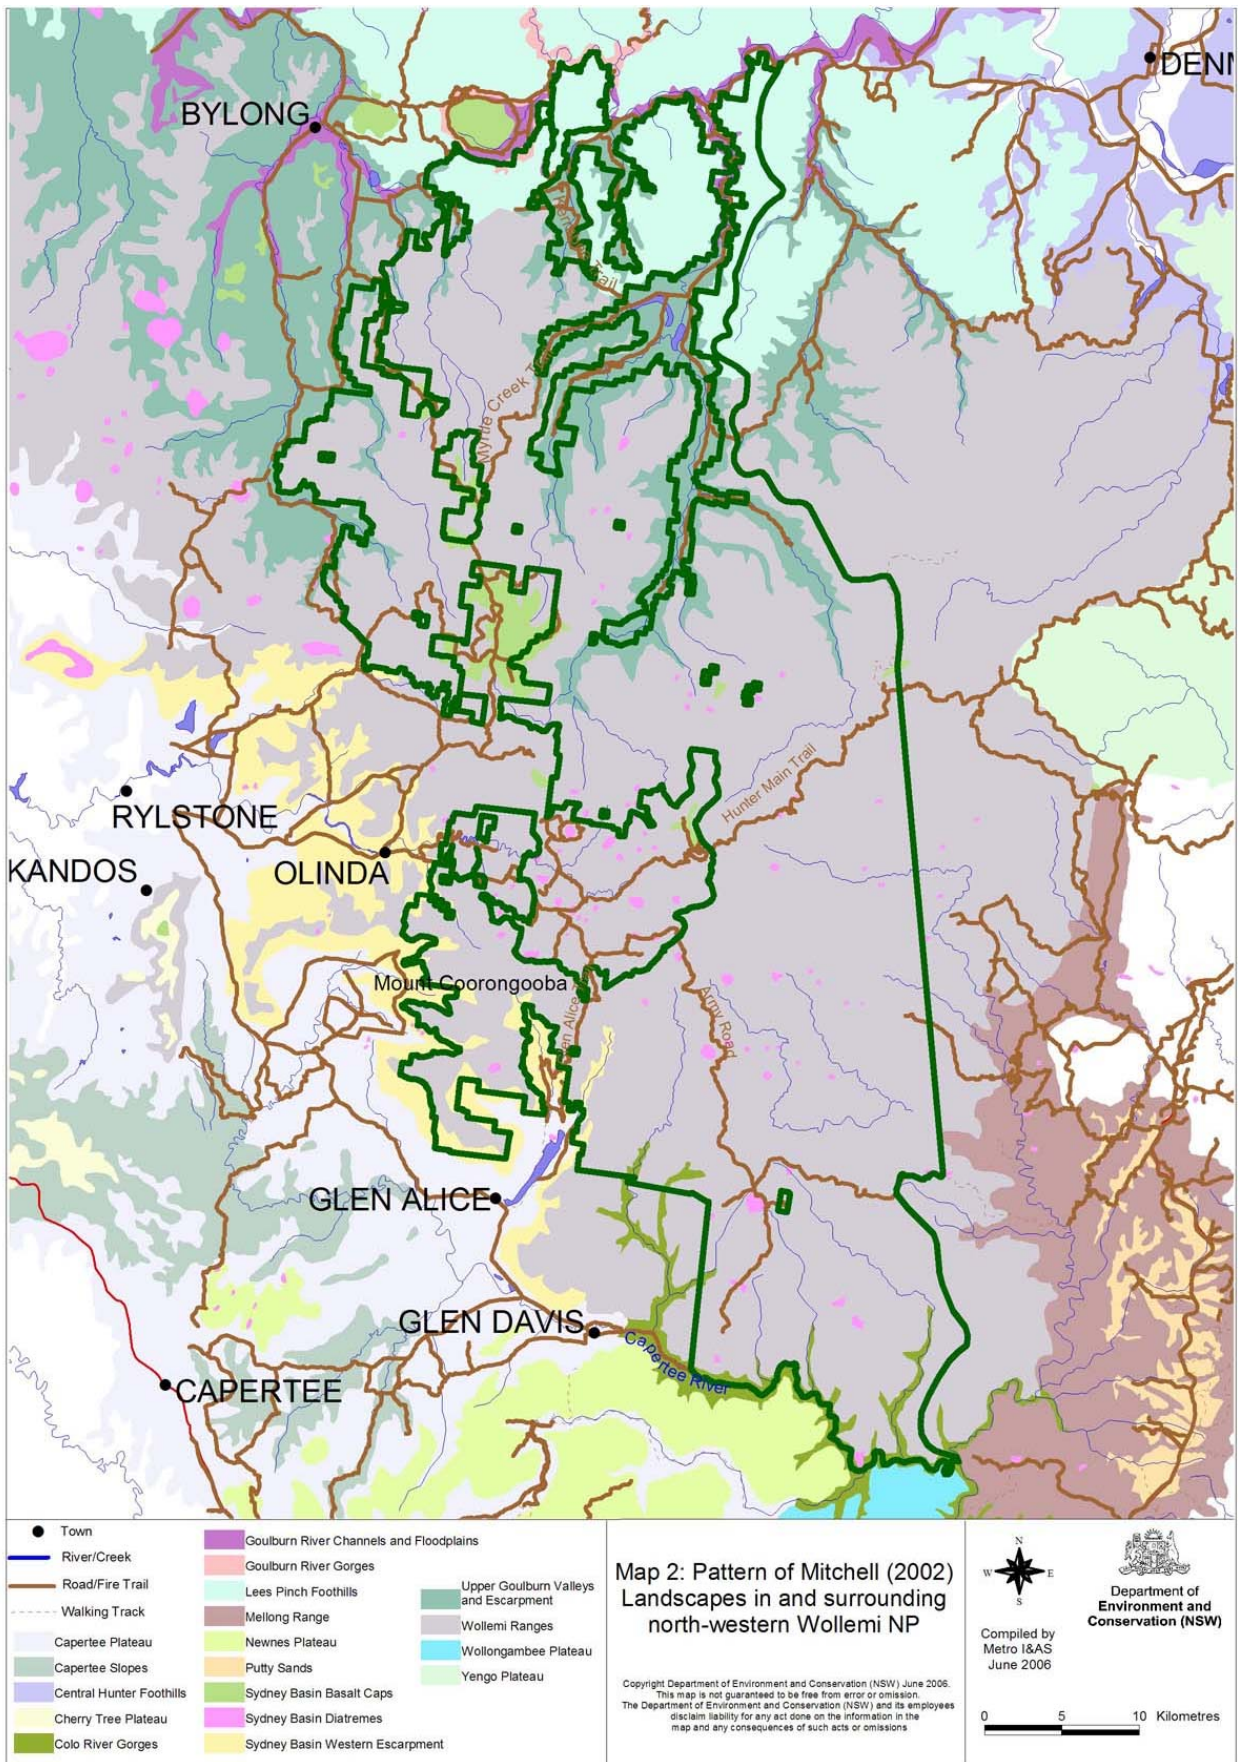 DENN
BYLONG
Trail
Myrtle Creek Trail
Hunter Main Trail
RYLSTONE
OLINDA
KANDOS
Mount Coorongooba
Glen Alice
Army Road
GLEN ALICE
GLEN DAVIS
Capertee River
CAPERTEE
Town
River/Creek
Road/Fire Trail
Walking Track
Capertee Plateau
Capertee Slopes
Central Hunter Foothills
Cherry Tree Plateau
Colo River Gorges
Goulburn River Channels and Floodplains
Goulburn River Gorges
Lees Pinch Foothills
Mellong Range
Newnes Plateau
Putty Sands
Sydney Basin Basalt Caps
Sydney Basin Diatremes
Sydney Basin Western Escarpment
Upper Goulburn Valleys
and Escarpment
Wollemi Ranges
Wollongambee Plateau
Yengo Plateau
Map 2: Pattern of Mitchell (2002)
Landscapes in and surrounding
north-western Wollemi NP
Copyright Department of Environment and Conservation (NSW) June 2006.
This map is not guaranteed to be free from error or omission.
The Department of Environment and Conservation (NSW) and its employees
disclaim liability for any act done on the information in the
map and any consequences of such acts or omissions
N
W E
S
Compiled by
Metro I&AS
June 2006
Department of
Environment and
Conservation (NSW)
0 5 10 Kilometres